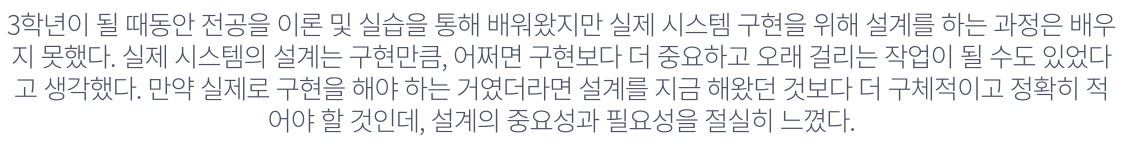 3학년이 될 때동안 전공을 이론 및 실습을 통해 배워왔지만 실제 시스템 구현을 위해 설계를 하는 과정은 배우
지 못했다. 실제 시스템의 설계는 구현만큼, 어쩌면 구현보다 더 중요하고 오래 걸리는 작업이 될 수도 있었다
고 생각했다. 만약 실제로 구현을 해야 하는 거였더라면 설계를 지금 해왔던 것보다 더 구체적이고 정확히 적
어야 할 것인데, 설계의 중요성과 필요성을 절실히 느꼈다.